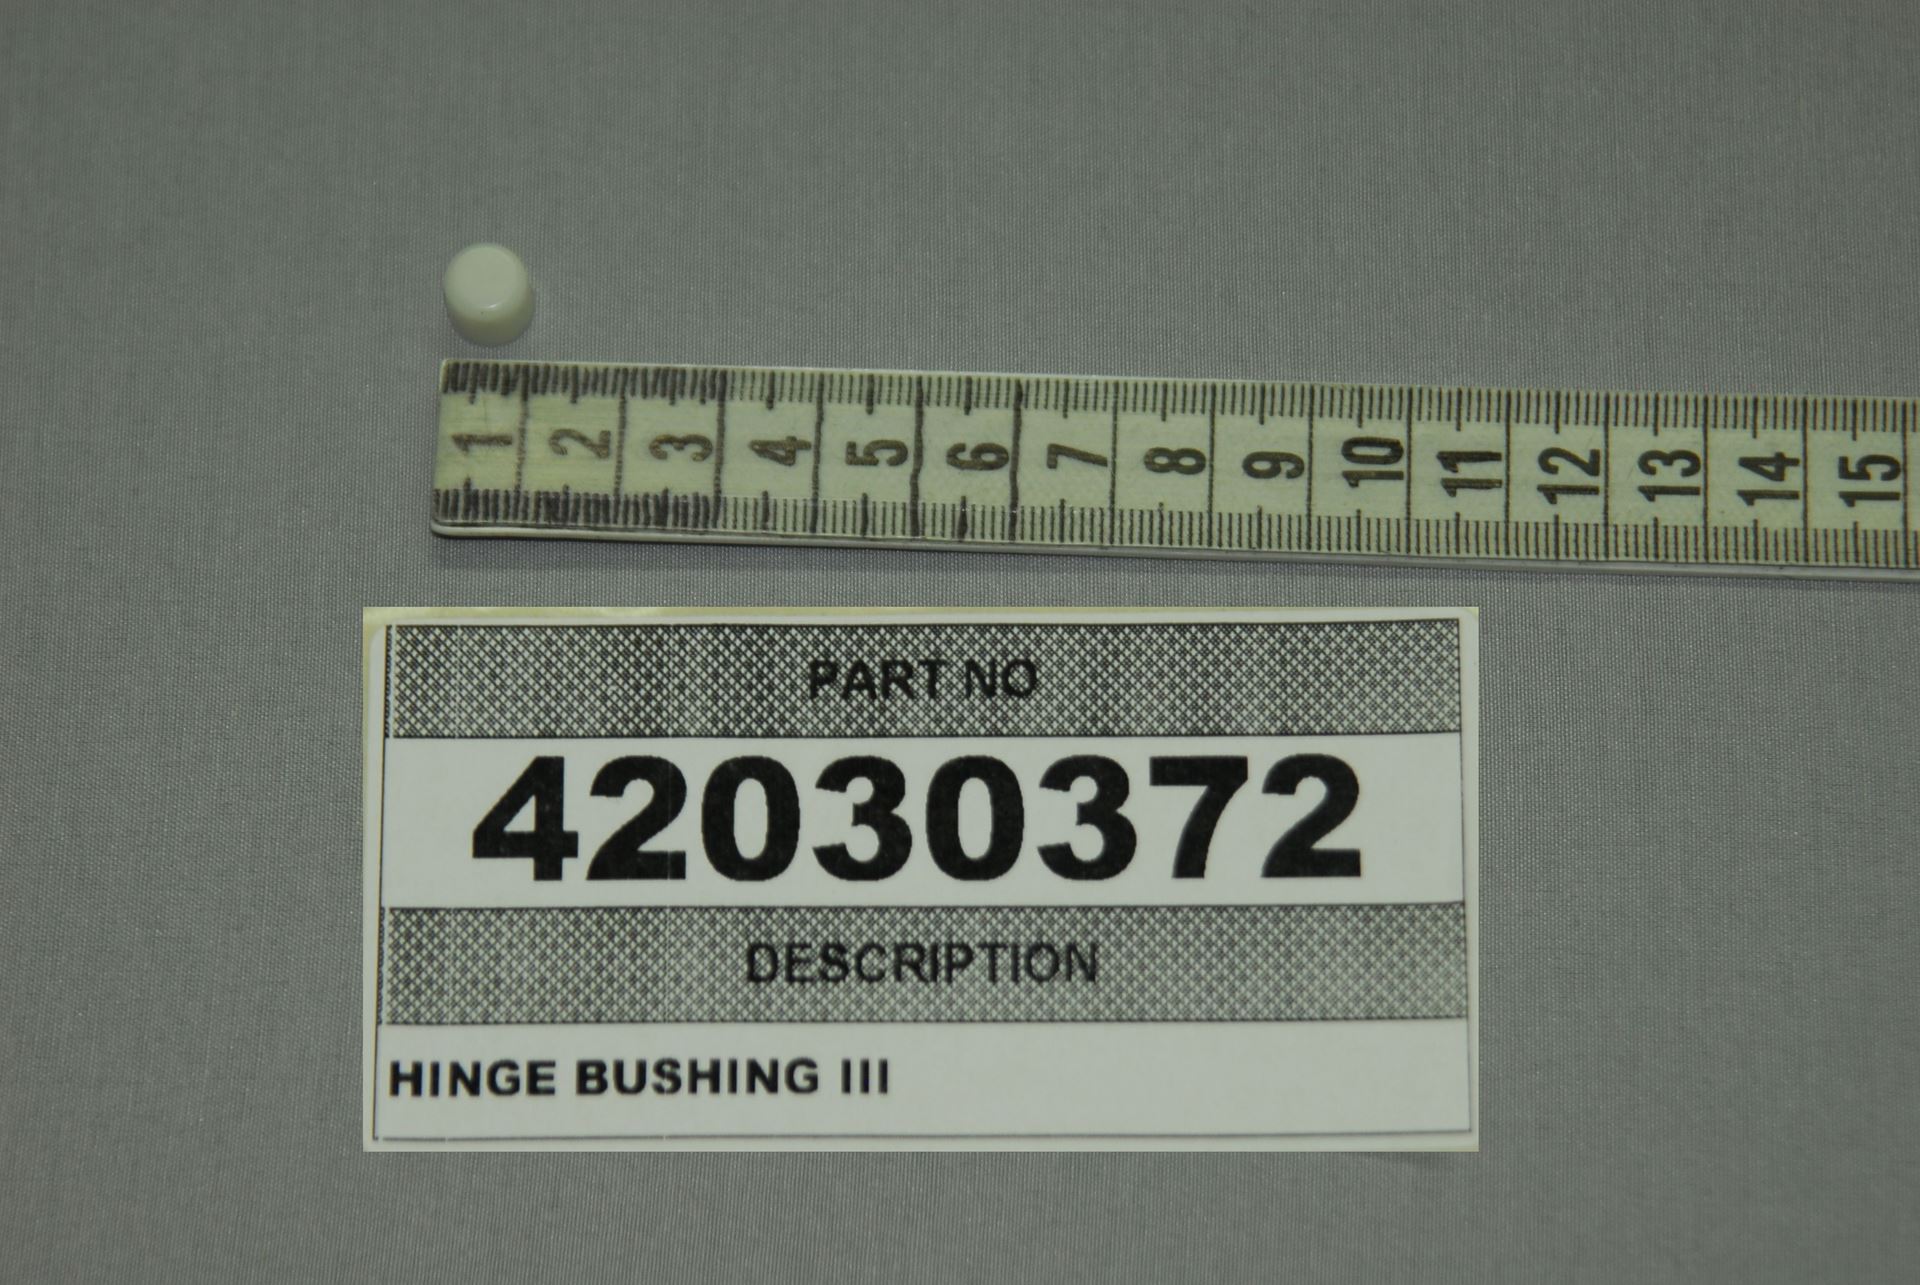 1 2 3 4 5 6 7 8 9 10 11 12 13 14 15
PART NO
42030372
DESCRIPTION
HINGE BUSHING III